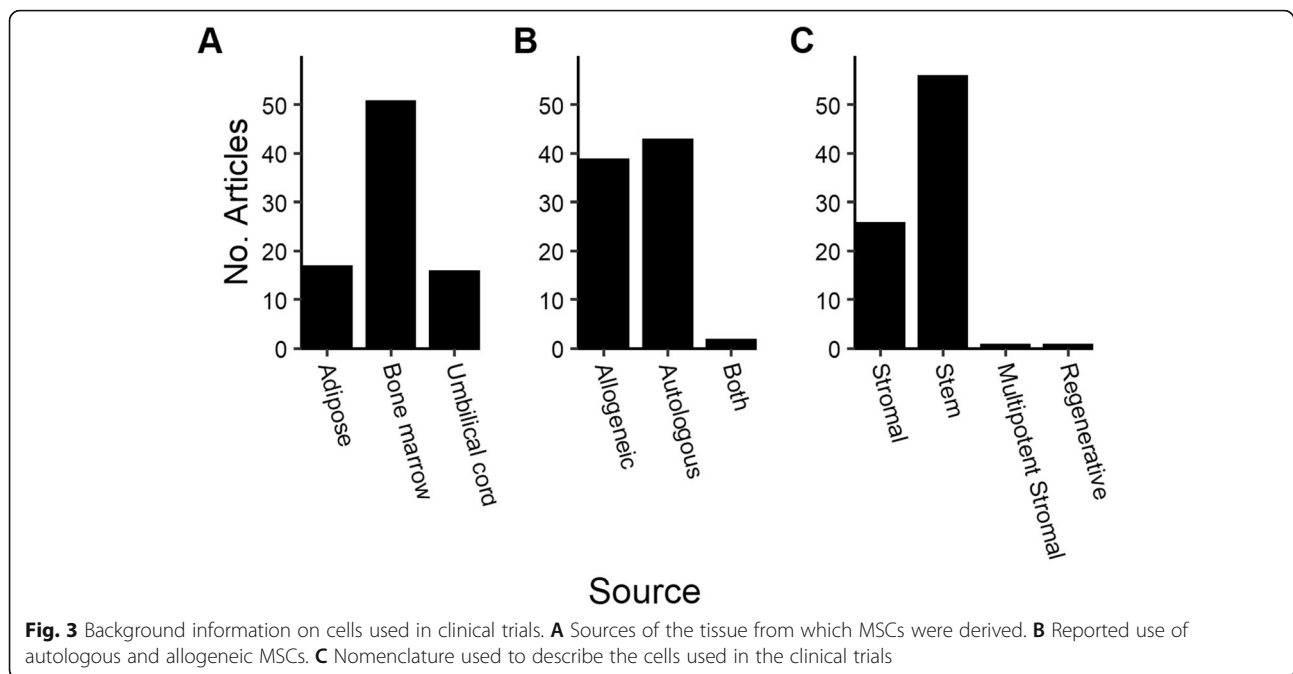 A
B
C
No. Articles
50
40
30
20
10
0
Adipose
Bone marrow
Umbilical cord
50
40
30
20
10
0
Allogeneic
Autologous
Both
50
40
30
20
10
0
Stromal
Stem
Multipotent Stromal
Regenerative
Source
Fig. 3 Background information on cells used in clinical trials. A Sources of the tissue from which MSCs were derived. B Reported use of
autologous and allogeneic MSCs. C Nomenclature used to describe the cells used in the clinical trials